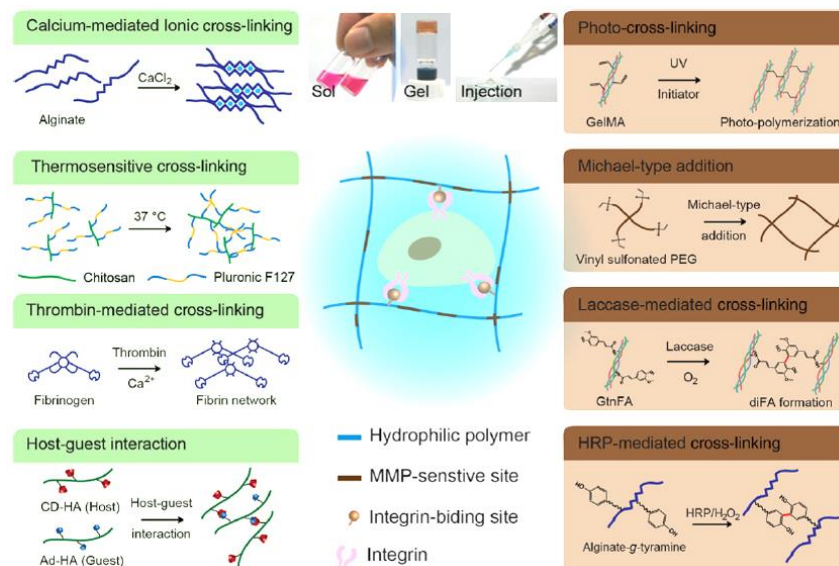 Calcium-mediated Ionic cross-linking
CaCl₂
Alginate
Thermosensitive cross-linking
37 °C
Chitosan
Pluronic F127
Thrombin-mediated cross-linking
Thrombin
Ca²⁺
Fibrinogen
Fibrin network
Host-guest interaction
CD-HA (Host)
Host-guest
interaction
Ad-HA (Guest)
Sol
Gel
Injection
Hydrophilic polymer
MMP-senstive site
Integrin-biding site
Integrin
Photo-cross-linking
UV
Initiator
GelMA
Photo-polymerization
Michael-type addition
Michael-type
addition
Vinyl sulfonated PEG
Laccase-mediated cross-linking
Laccase
O₂
GtnFA
diFA formation
HRP-mediated cross-linking
HO
OH
HRP/H₂O₂
HO
OH
Alginate-g-tyramine